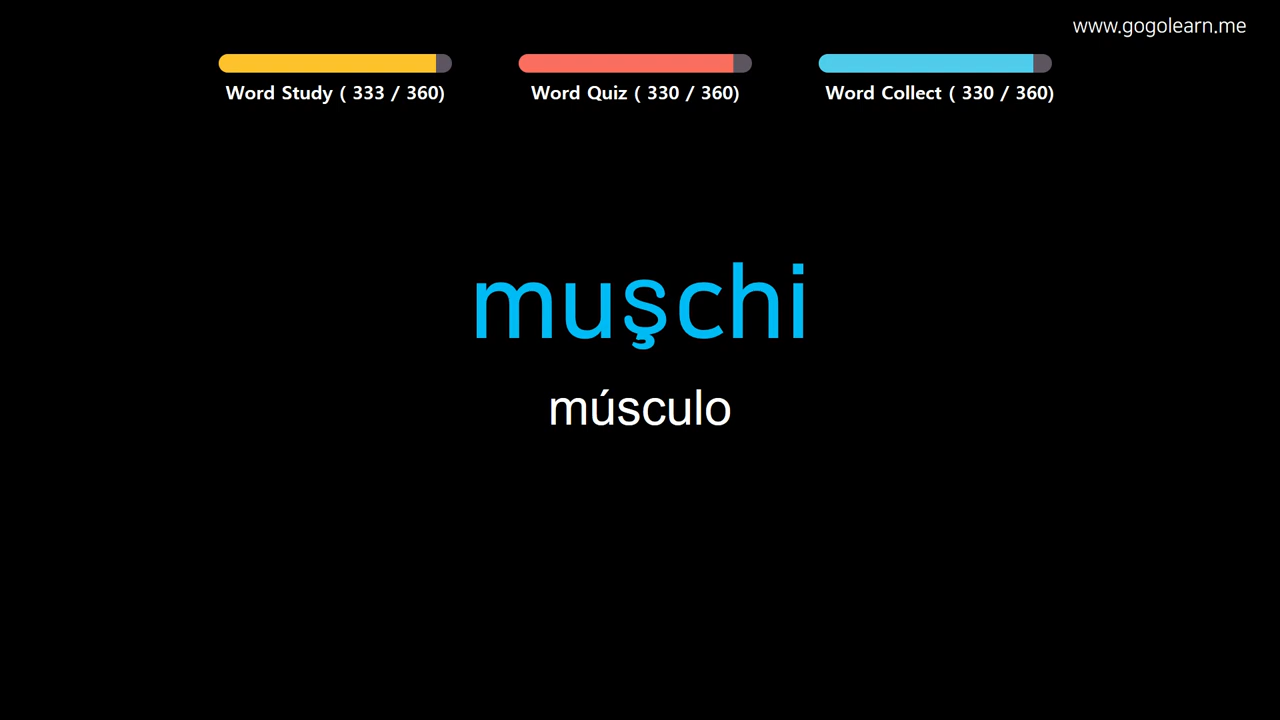 www.gogolearn.me
Word Study ( 333 / 360)
Word Quiz ( 330 / 360)
Word Collect ( 330 / 360)
muşchi
músculo